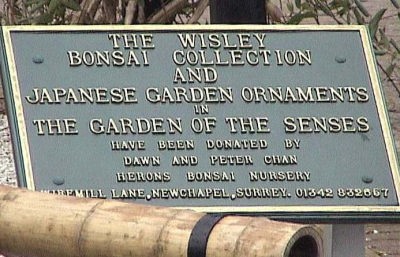 THE WISLEY
BONSAI COLLECTION
AND
JAPANESE GARDEN ORNAMENTS
IN
THE GARDEN OF THE SENSES
HAVE BEEN DONATED BY
DAWN AND PETER CHAN
HERONS BONSAI NURSERY
WIREMILL LANE, NEWCHAPEL, SURREY. 01342 832667